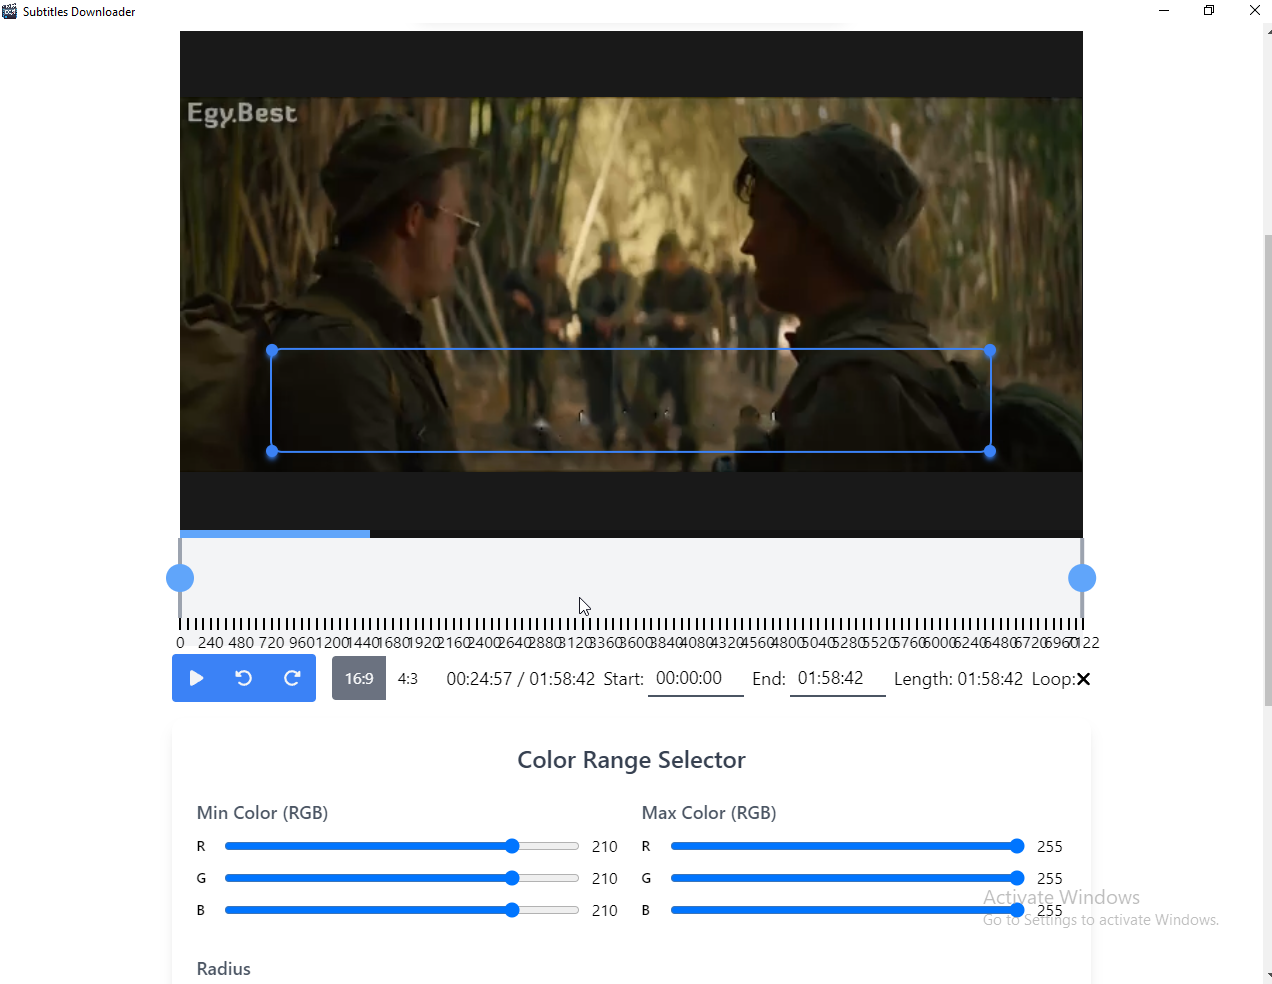 Subtitles Downloader
Egy.Best
0 240 480 720 960 1200 1440 1680 1920 2160 2400 2640 2880 3120 3360 3600 3840 4080 4320 4560 4800 5040 5280 5520 5760 6000 6240 6480 6720 6960 7122
16:9 4:3 00:24:57 / 01:58:42 Start: 00:00:00 End: 01:58:42 Length: 01:58:42 Loop:
Color Range Selector
Min Color (RGB) Max Color (RGB)
R 210 R 255
G 210 G 255
B 210 B 255
Activate Windows
Go to Settings to activate Windows.
Radius